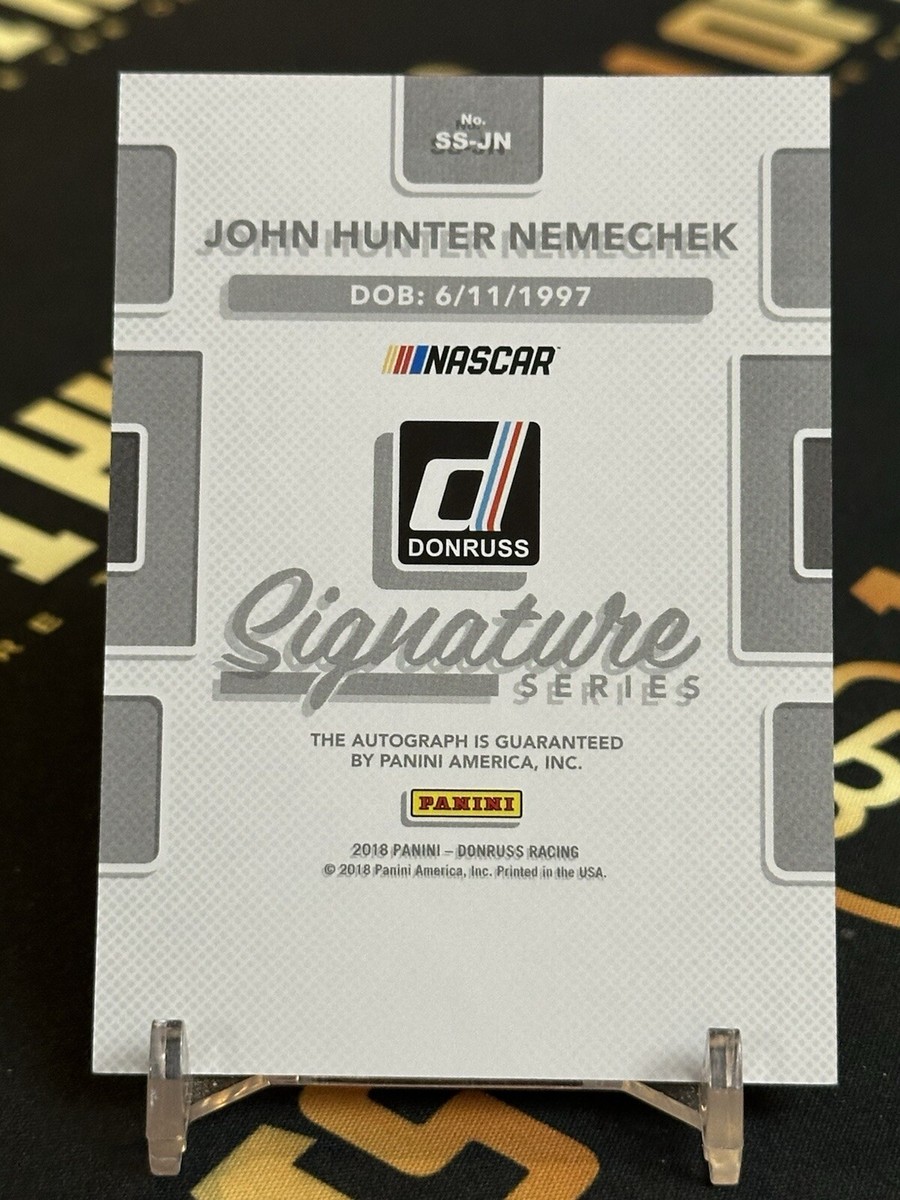 No.
SS-JN
JOHN HUNTER NEMECHEK
DOB: 6/11/1997
NASCAR
d
DONRUSS
Signature
SERIES
THE AUTOGRAPH IS GUARANTEED
BY PANINI AMERICA, INC.
PANINI
2018 PANINI – DONRUSS RACING
© 2018 Panini America, Inc. Printed in the USA.